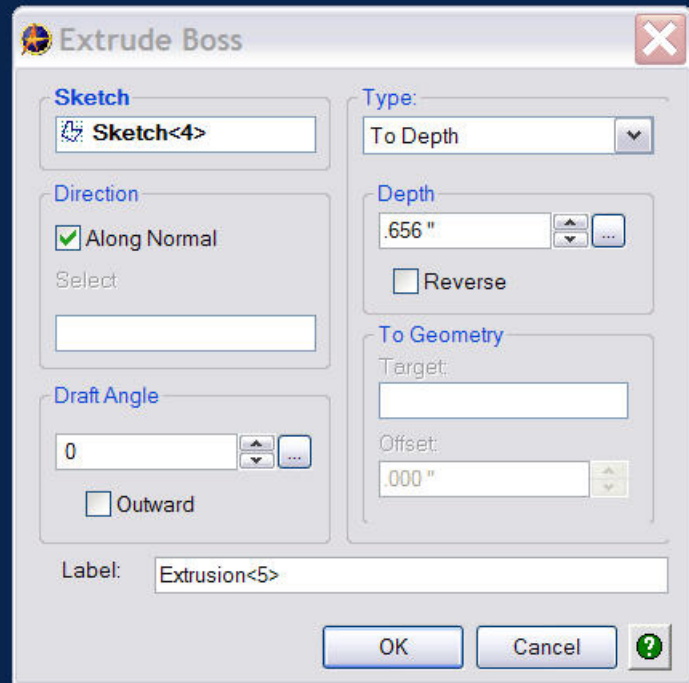 Extrude Boss
Sketch
Sketch<4>
Direction
Along Normal
Select
Draft Angle
0
...
Outward
Type:
To Depth
Depth
.656 "
...
Reverse
To Geometry
Target:
Offset:
.000 "
Label:
Extrusion<5>
OK
Cancel
?